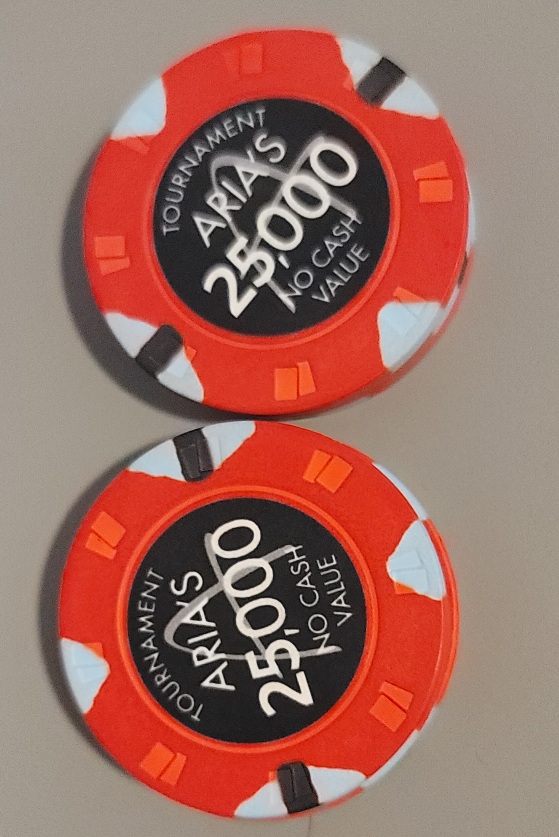 TOURNAMENT
ARIA'S
25,000
NO CASH
VALUE
TOURNAMENT
ARIA'S
25,000
NO CASH
VALUE